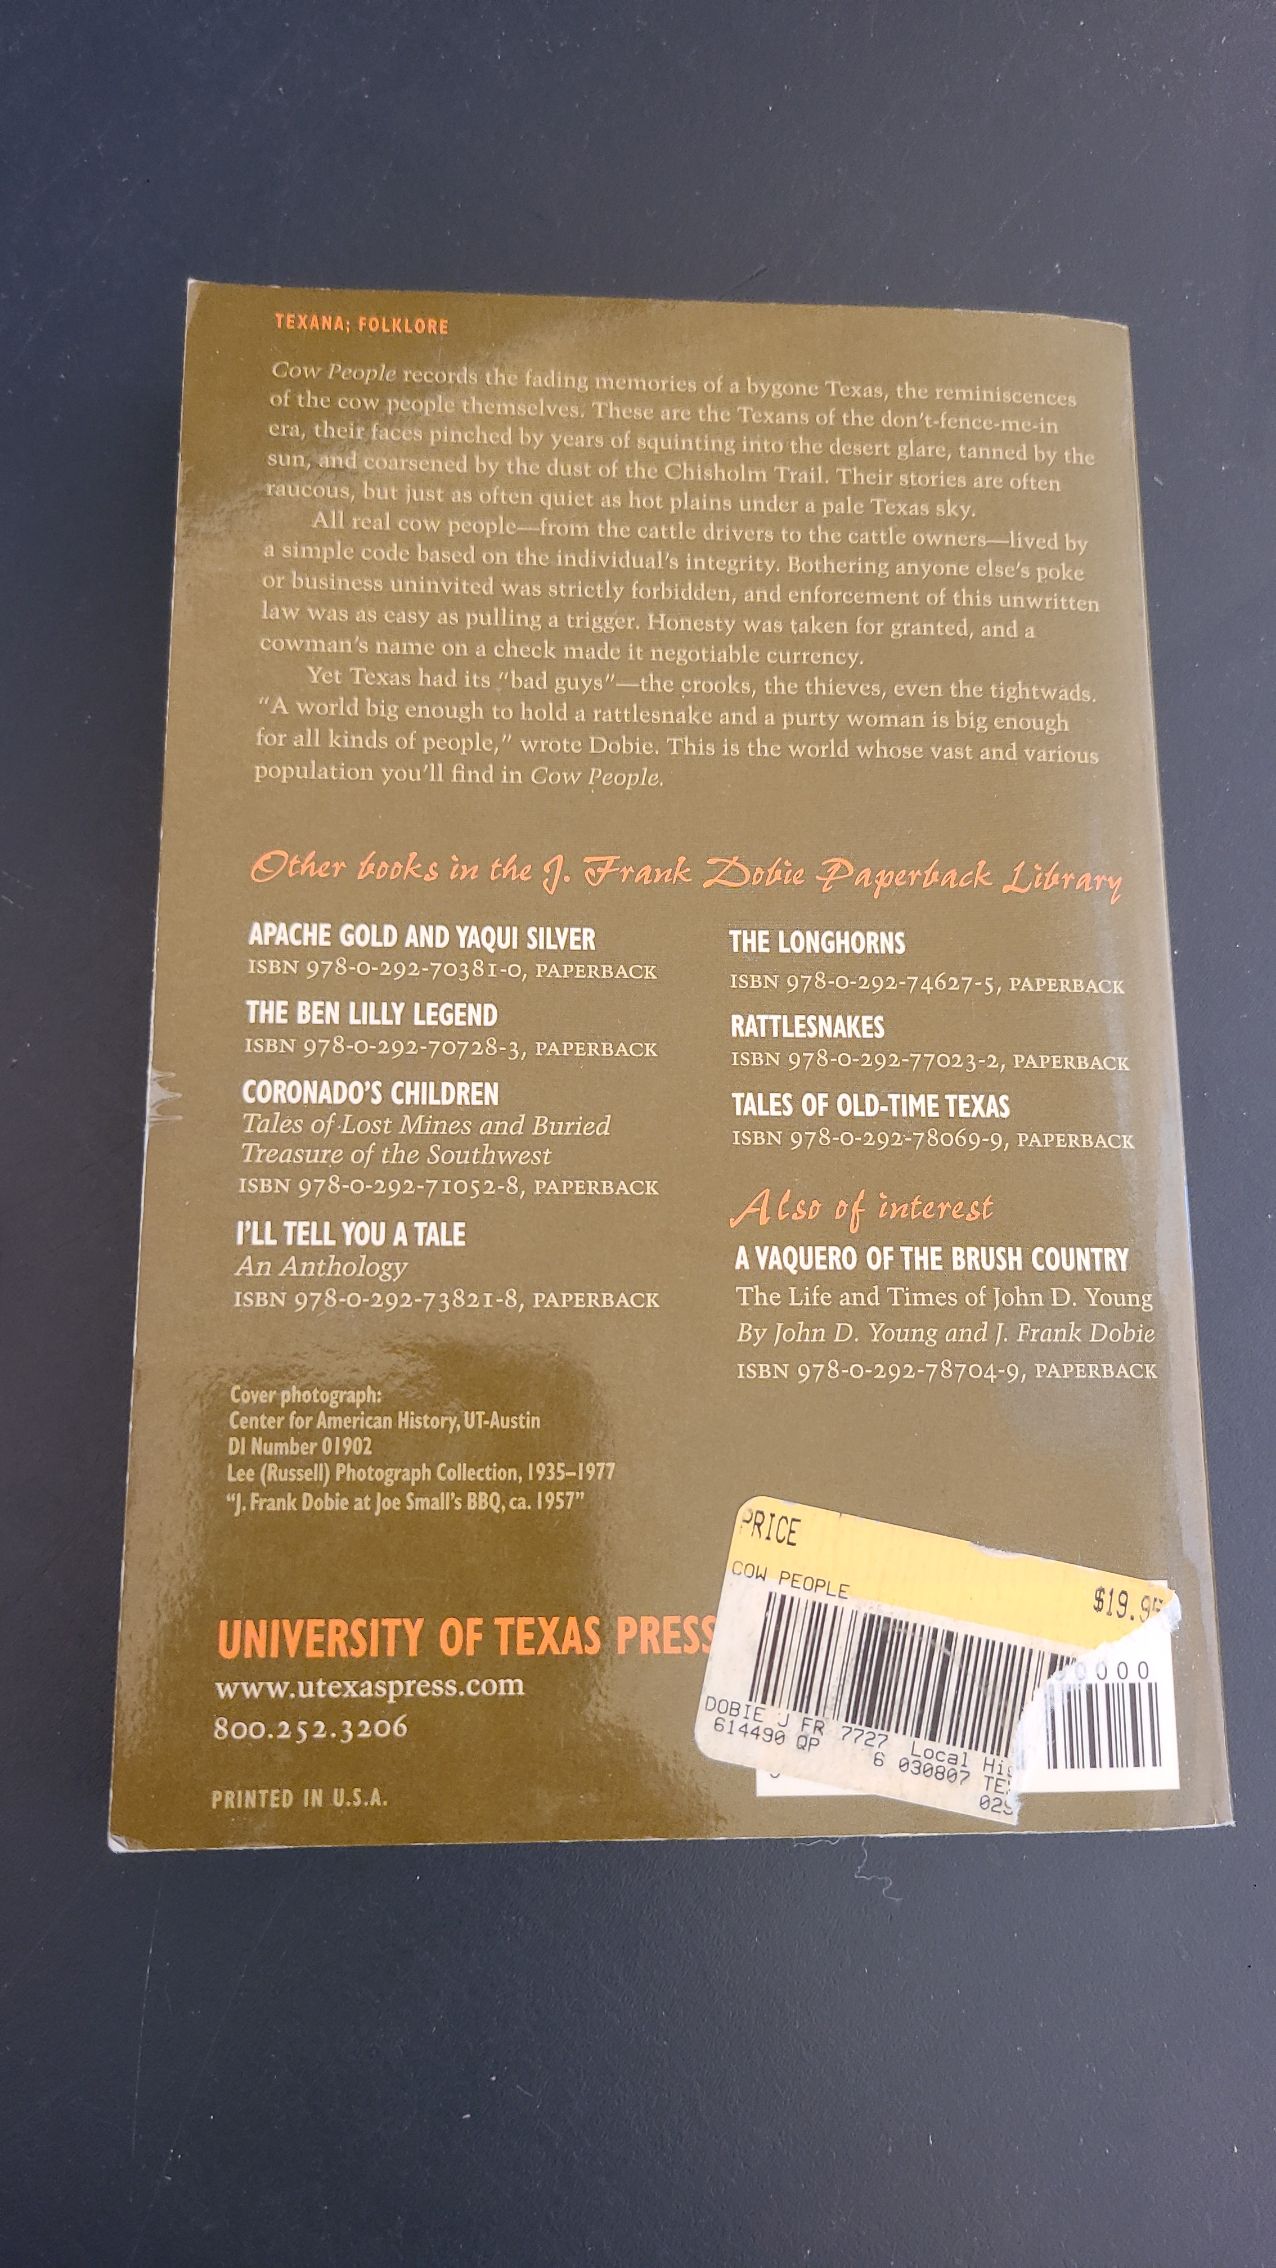 TEXANA; FOLKLORE
Cow People records the fading memories of a bygone Texas, the reminiscences
of the cow people themselves. These are the Texans of the don't-fence-me-in
era, their faces pinched by years of squinting into the desert glare, tanned by the
sun, and coarsened by the dust of the Chisholm Trail. Their stories are often
raucous, but just as often quiet as hot plains under a pale Texas sky.
All real cow people—from the cattle drivers to the cattle owners—lived by
a simple code based on the individual's integrity. Bothering anyone else's poke
or business uninvited was strictly forbidden, and enforcement of this unwritten
law was as easy as pulling a trigger. Honesty was taken for granted, and a
cowman's name on a check made it negotiable currency.
Yet Texas had its "bad guys"—the crooks, the thieves, even the tightwads.
"A world big enough to hold a rattlesnake and a purty woman is big enough
for all kinds of people," wrote Dobie. This is the world whose vast and various
population you'll find in Cow People.
Other books in the J. Frank Dobie Paperback Library
APACHE GOLD AND YAQUI SILVER
ISBN 978-0-292-70381-0, PAPERBACK
THE BEN LILLY LEGEND
ISBN 978-0-292-70728-3, PAPERBACK
CORONADO'S CHILDREN
Tales of Lost Mines and Buried
Treasure of the Southwest
ISBN 978-0-292-71052-8, PAPERBACK
I'LL TELL YOU A TALE
An Anthology
ISBN 978-0-292-73821-8, PAPERBACK
THE LONGHORNS
ISBN 978-0-292-74627-5, PAPERBACK
RATTLESNAKES
ISBN 978-0-292-77023-2, PAPERBACK
TALES OF OLD-TIME TEXAS
ISBN 978-0-292-78069-9, PAPERBACK
Also of interest
A VAQUERO OF THE BRUSH COUNTRY
The Life and Times of John D. Young
By John D. Young and J. Frank Dobie
ISBN 978-0-292-78704-9, PAPERBACK
Cover photograph:
Center for American History, UT-Austin
DI Number 01902
Lee (Russell) Photograph Collection, 1935–1977
"J. Frank Dobie at Joe Small's BBQ, ca. 1957"
UNIVERSITY OF TEXAS PRESS
www.utexaspress.com
800.252.3206
PRINTED IN U.S.A.
PRICE
COW PEOPLE
$19.95
0000
DOBIE J FR 7727 Local
614490 QP 6 030807